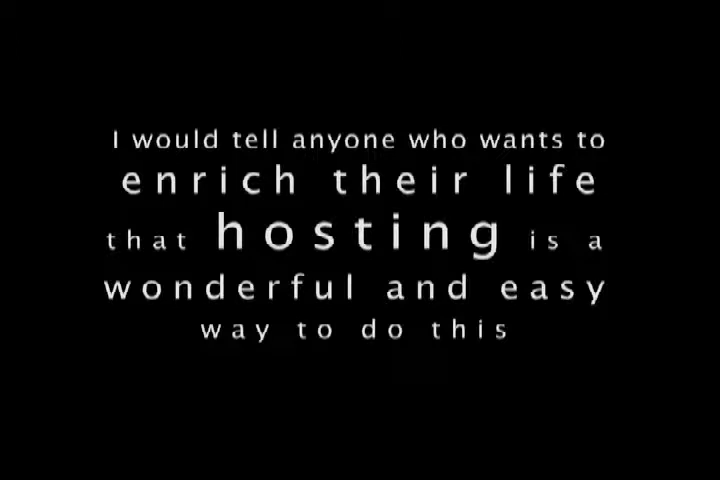 I would tell anyone who wants to
enrich their life
that hosting is a
wonderful and easy
way to do this